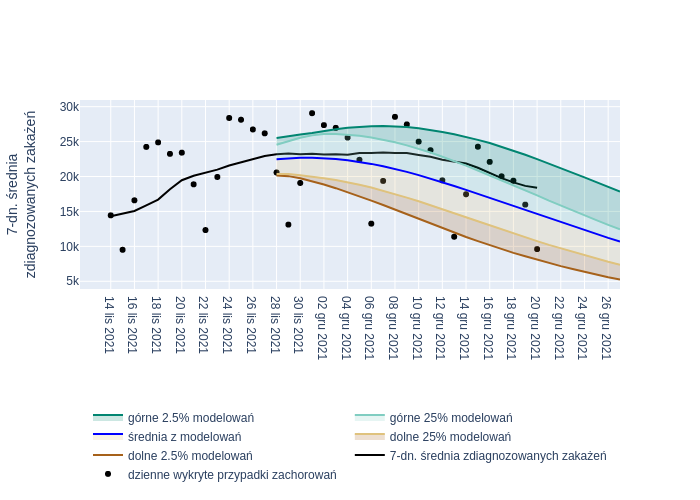 7-dn. średnia
zdiagnozowanych zakażeń
30k
25k
20k
15k
10k
5k
14 lis 2021
16 lis 2021
18 lis 2021
20 lis 2021
22 lis 2021
24 lis 2021
26 lis 2021
28 lis 2021
30 lis 2021
02 gru 2021
04 gru 2021
06 gru 2021
08 gru 2021
10 gru 2021
12 gru 2021
14 gru 2021
16 gru 2021
18 gru 2021
20 gru 2021
22 gru 2021
24 gru 2021
26 gru 2021
górne 2.5% modelowań
górne 25% modelowań
średnia z modelowań
dolne 25% modelowań
dolne 2.5% modelowań
7-dn. średnia zdiagnozowanych zakażeń
dzienne wykryte przypadki zachorowań